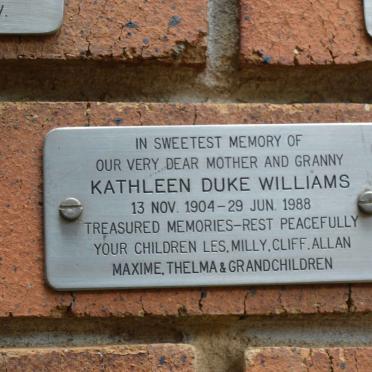 IN SWEETEST MEMORY OF
OUR VERY DEAR MOTHER AND GRANNY
KATHLEEN DUKE WILLIAMS
13 NOV. 1904-29 JUN. 1988
TREASURED MEMORIES-REST PEACEFULLY
YOUR CHILDREN LES, MILLY, CLIFF, ALLAN
MAXIME, THELMA & GRANDCHILDREN